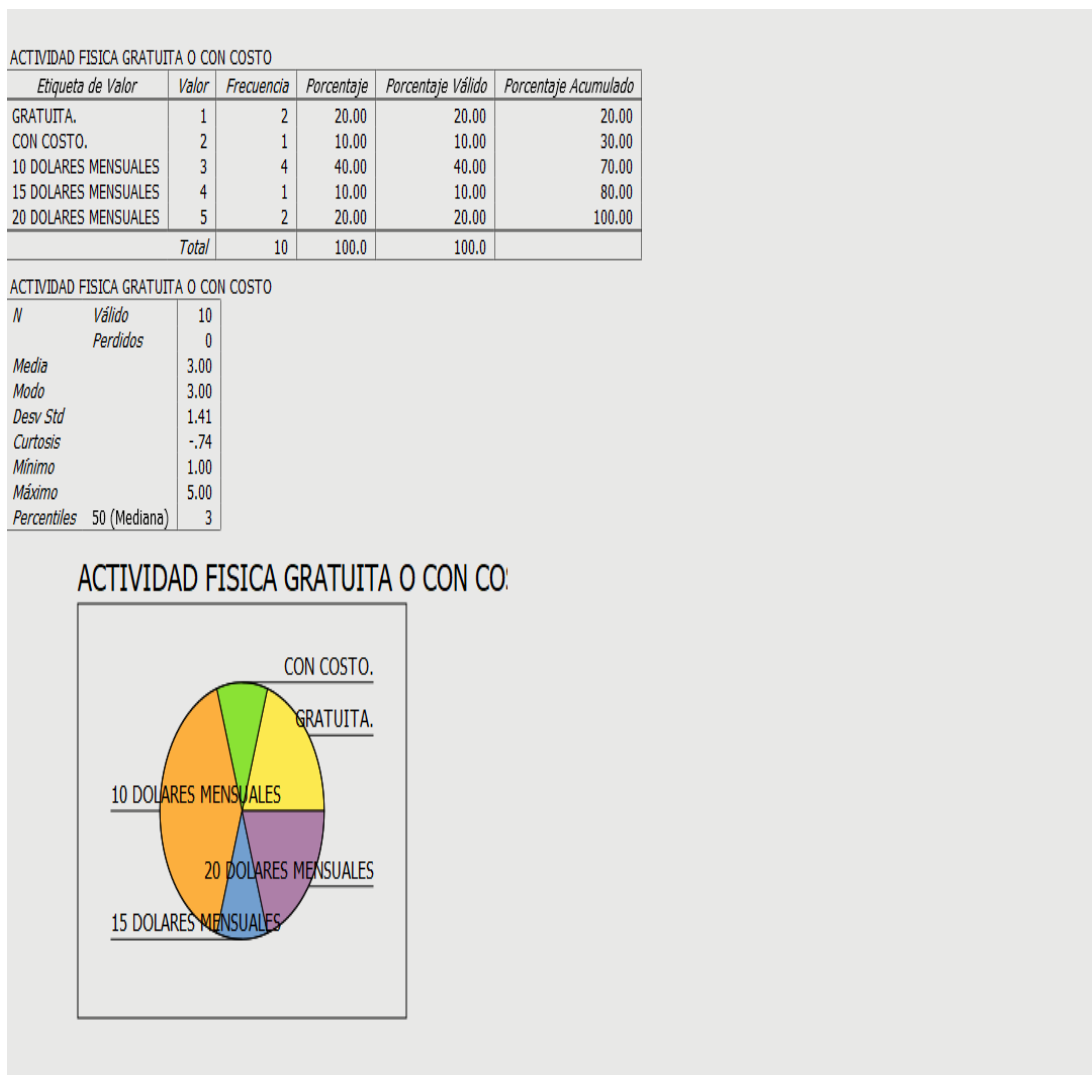 ACTIVIDAD FISICA GRATUITA O CON COSTO
Etiqueta de Valor Valor Frecuencia Porcentaje Porcentaje Válido Porcentaje Acumulado
GRATUITA. 1 2 20.00 20.00 20.00
CON COSTO. 2 1 10.00 10.00 30.00
10 DOLARES MENSUALES 3 4 40.00 40.00 70.00
15 DOLARES MENSUALES 4 1 10.00 10.00 80.00
20 DOLARES MENSUALES 5 2 20.00 20.00 100.00
Total 10 100.0 100.0
ACTIVIDAD FISICA GRATUITA O CON COSTO
N Válido 10
Perdidos 0
Media 3.00
Modo 3.00
Desv Std 1.41
Curtosis -.74
Mínimo 1.00
Máximo 5.00
Percentiles 50 (Mediana) 3
ACTIVIDAD FISICA GRATUITA O CON CO
CON COSTO.
GRATUITA.
10 DOLARES MENSUALES
20 DOLARES MENSUALES
15 DOLARES MENSUALES